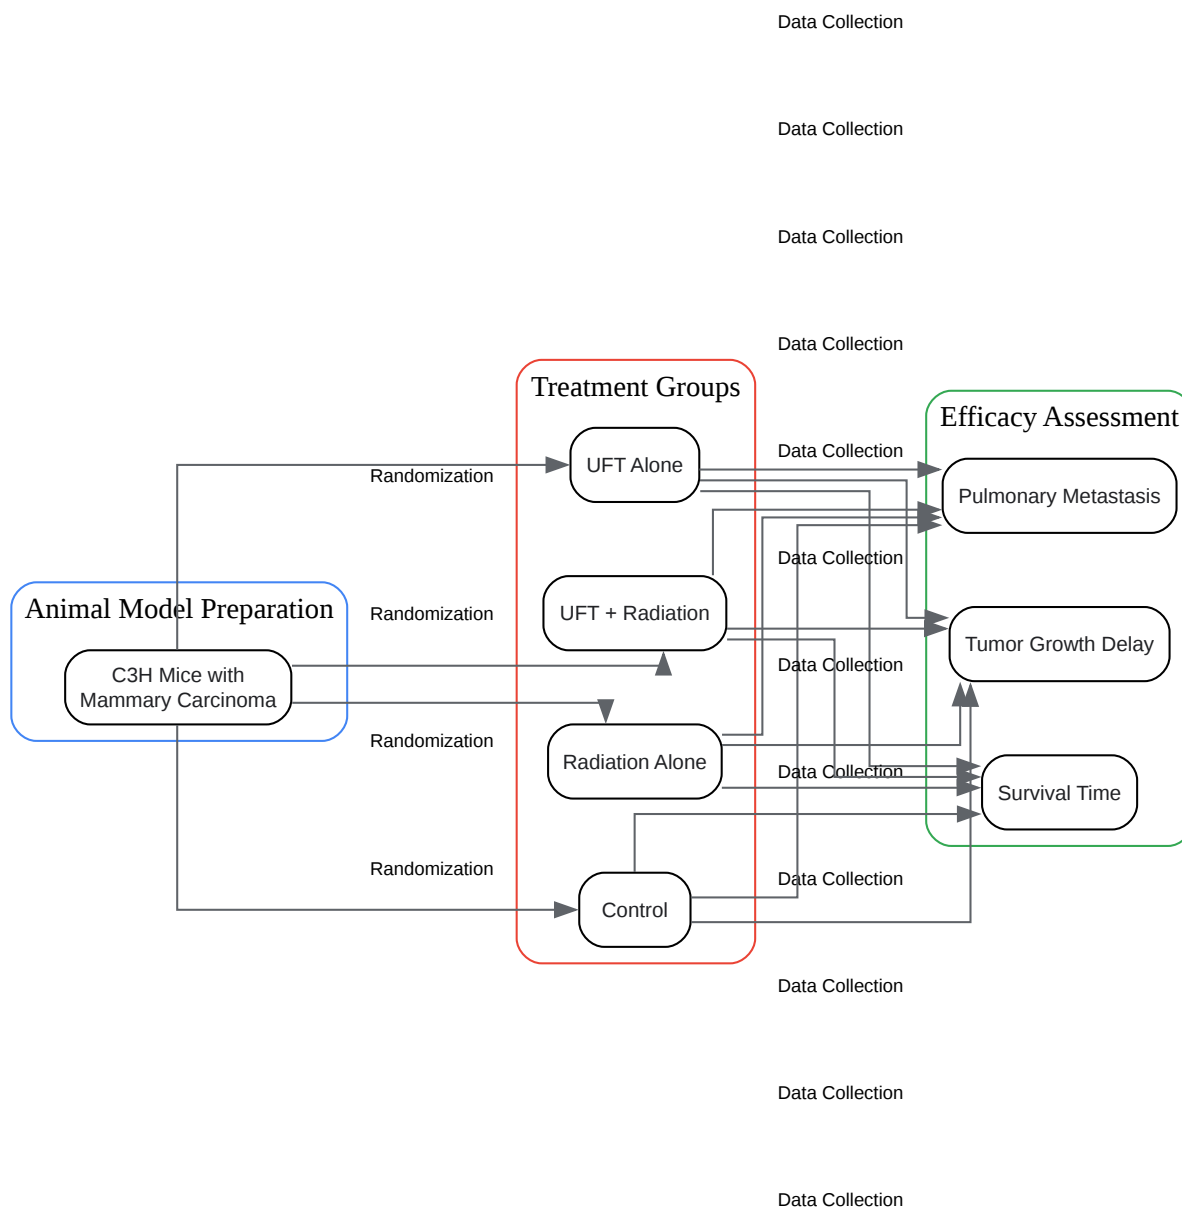 Data Collection
Data Collection
Data Collection
Data Collection
Treatment Groups
Efficacy Assessment
UFT Alone
Data Collection
Randomization
Pulmonary Metastasis
Data Collection
Animal Model Preparation
Randomization
UFT + Radiation
Tumor Growth Delay
Data Collection
C3H Mice with
Mammary Carcinoma
Randomization
Radiation Alone
Data Collection
Survival Time
Randomization
Data Collection
Control
Data Collection
Data Collection
Data Collection